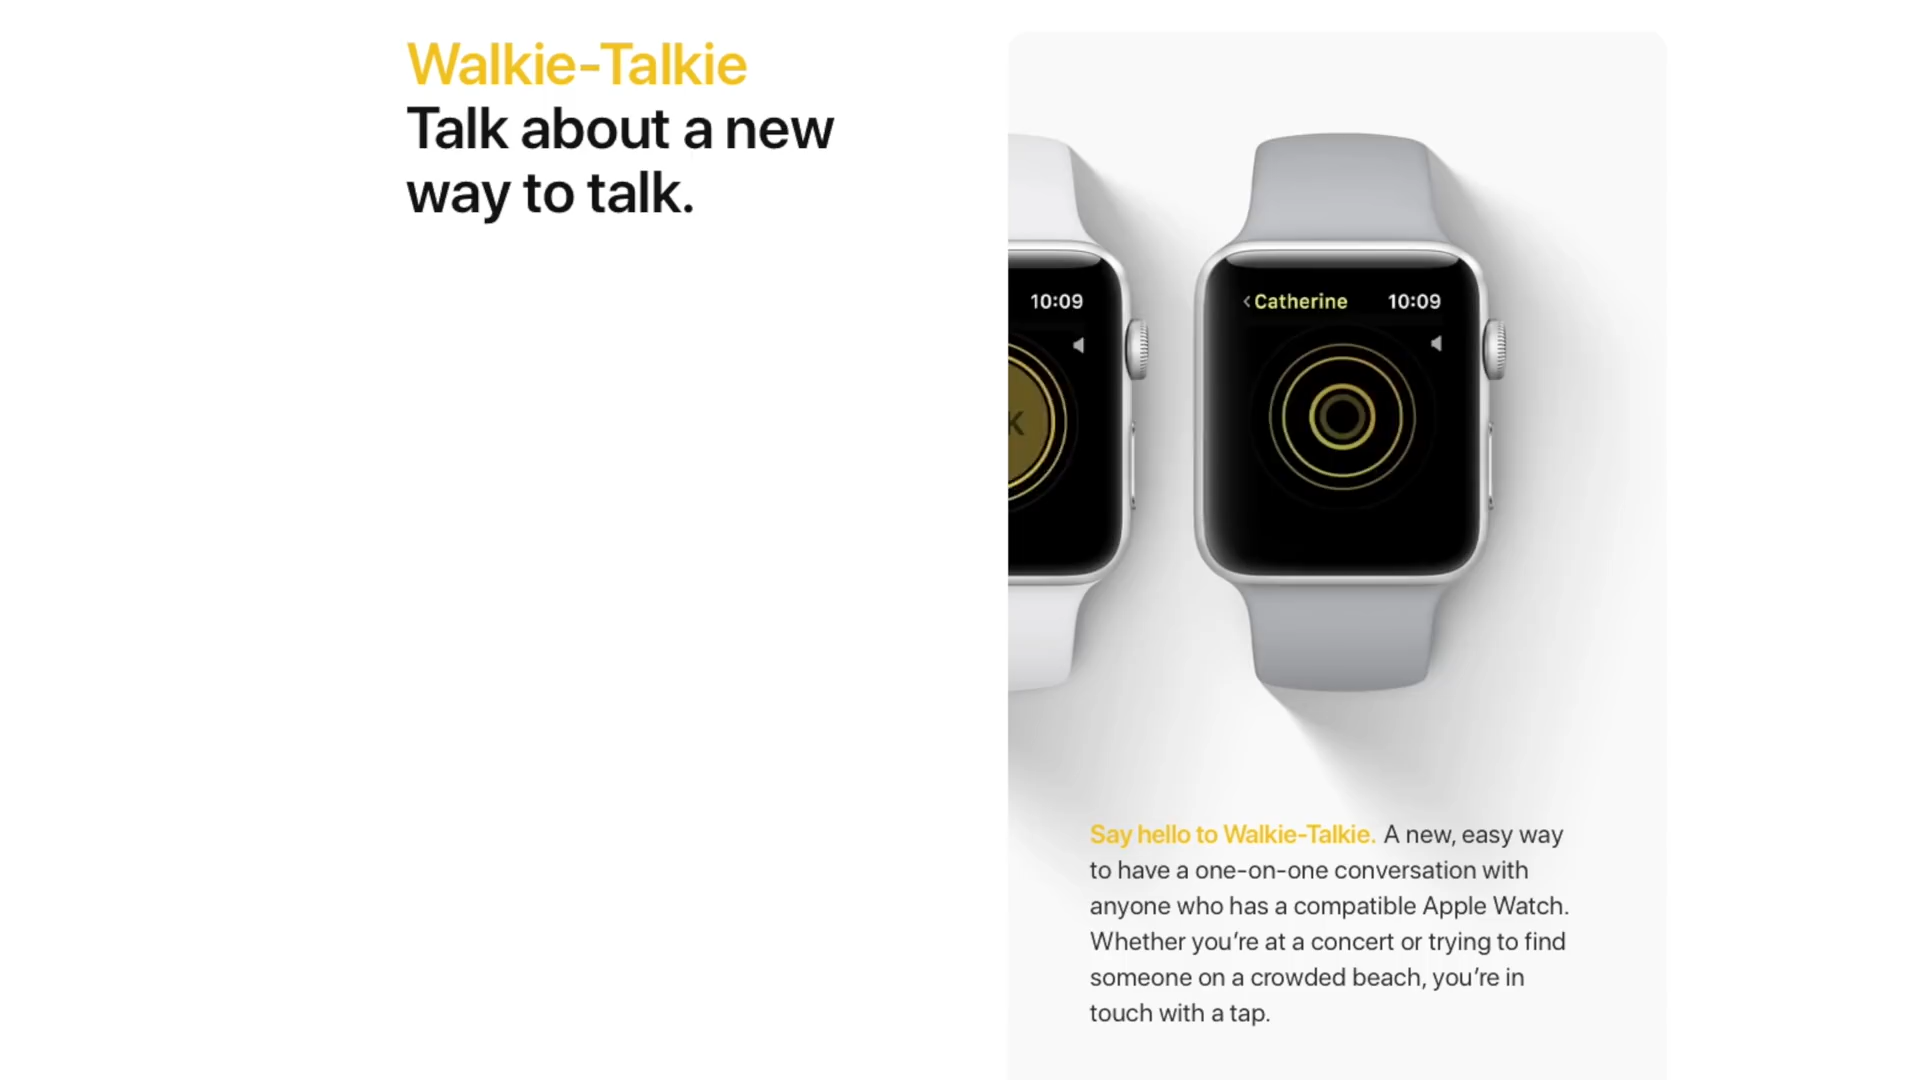 Walkie-Talkie
Talk about a new
way to talk.
10:09
K
<Catherine 10:09
Say hello to Walkie-Talkie. A new, easy way
to have a one-on-one conversation with
anyone who has a compatible Apple Watch.
Whether you’re at a concert or trying to find
someone on a crowded beach, you’re in
touch with a tap.